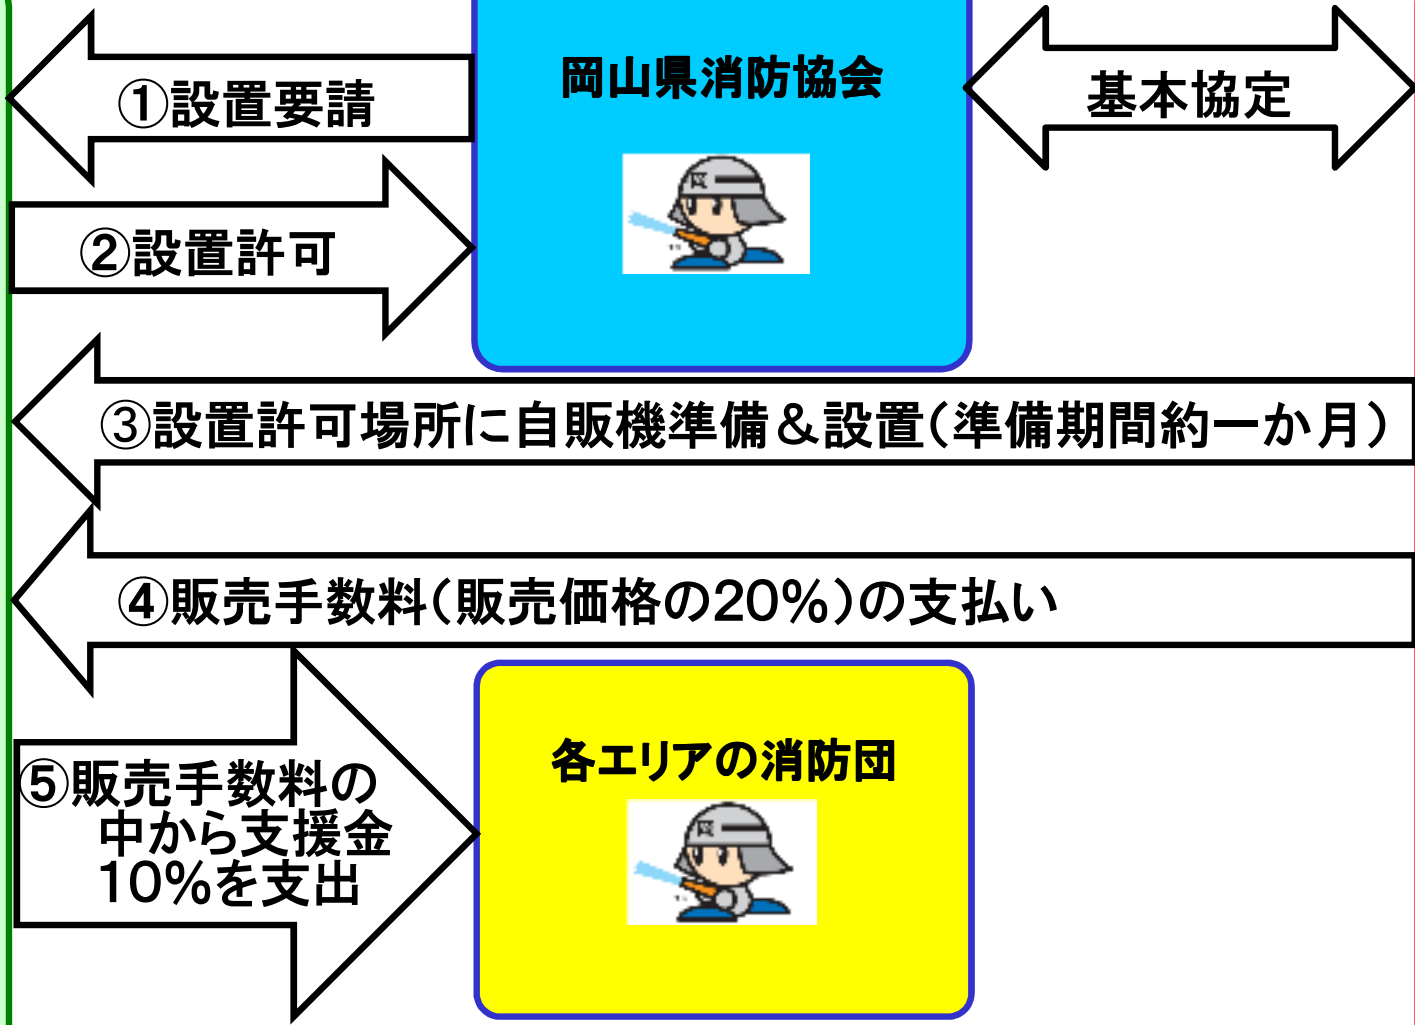 岡山県消防協会
①設置要請
基本協定
②設置許可
③設置許可場所に自販機準備＆設置（準備期間約一か月）
④販売手数料（販売価格の20％）の支払い
各エリアの消防団
⑤販売手数料の
中から支援金
10％を支出